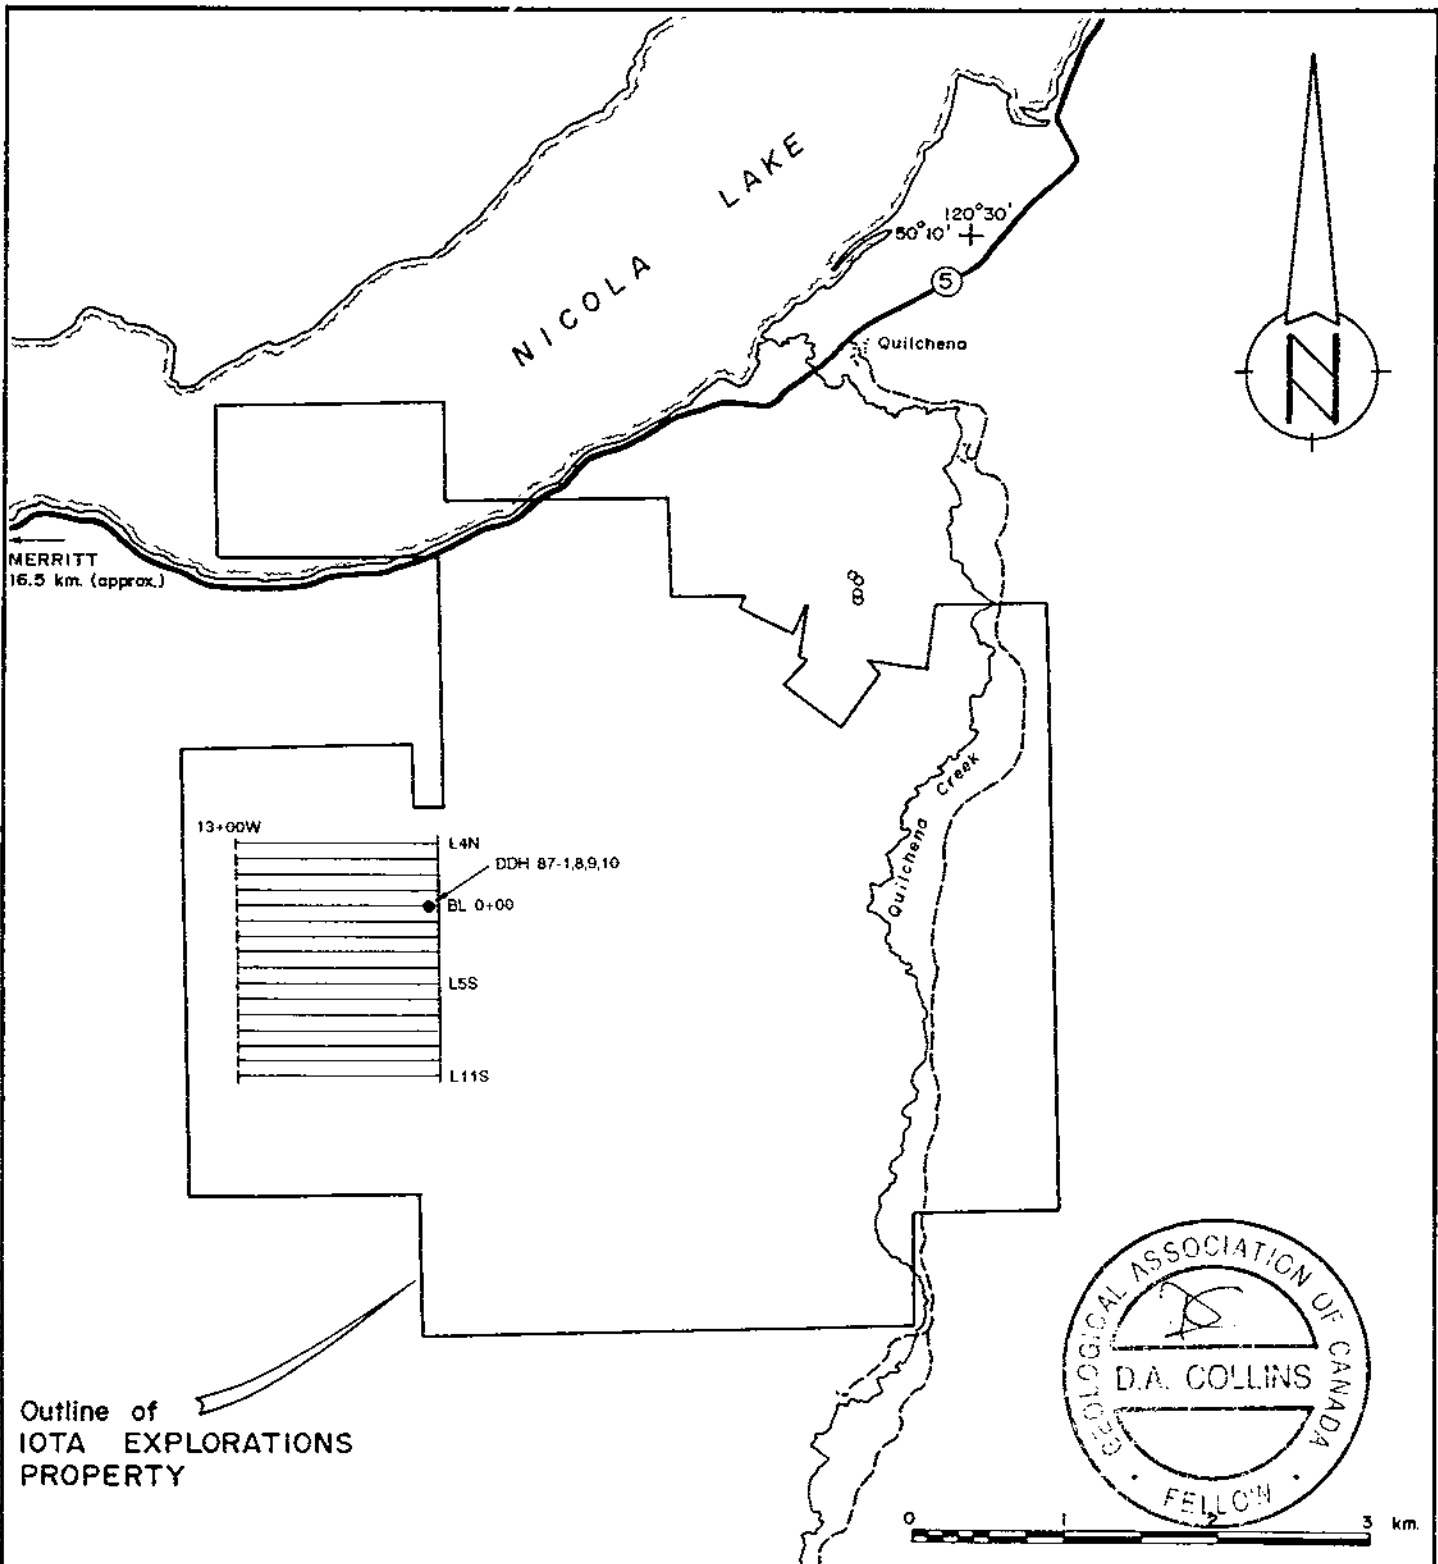 NICOLA LAKE
120°30'
50°10'
5
Quilchena
N
MERRITT
16.5 km. (approx.)
Quilchena Creek
13+00W
L4N
DDH 87-1,8,9,10
BL 0+00
L5S
L11S
GEOLOGICAL ASSOCIATION OF CANADA
D.A. COLLINS
FELLOW
Outline of
IOTA EXPLORATIONS
PROPERTY
0 1 2 3 km.